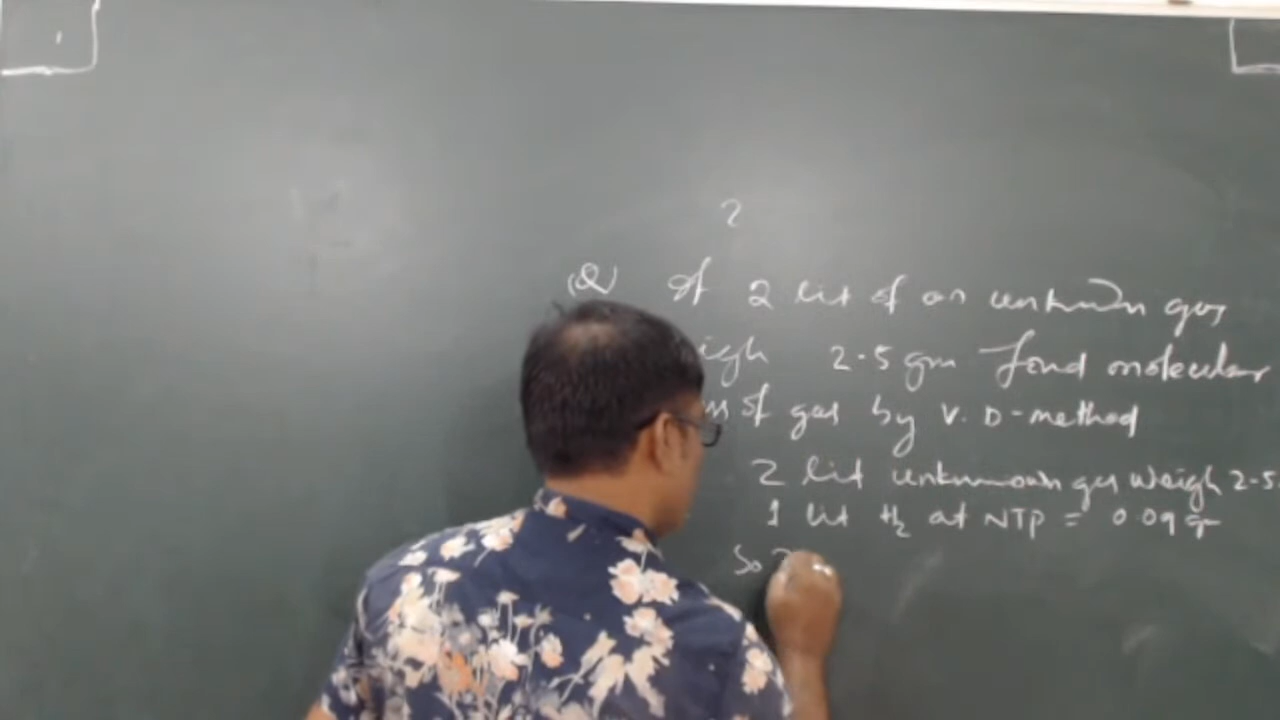 2
(Q) If 2 lit of an unknown gas
igh 2.5 gm find molecular
of gas by V.D-method
2 lit unknown gas weigh 2.5
1 lit H2 at NTP = 0.09 g
So 2